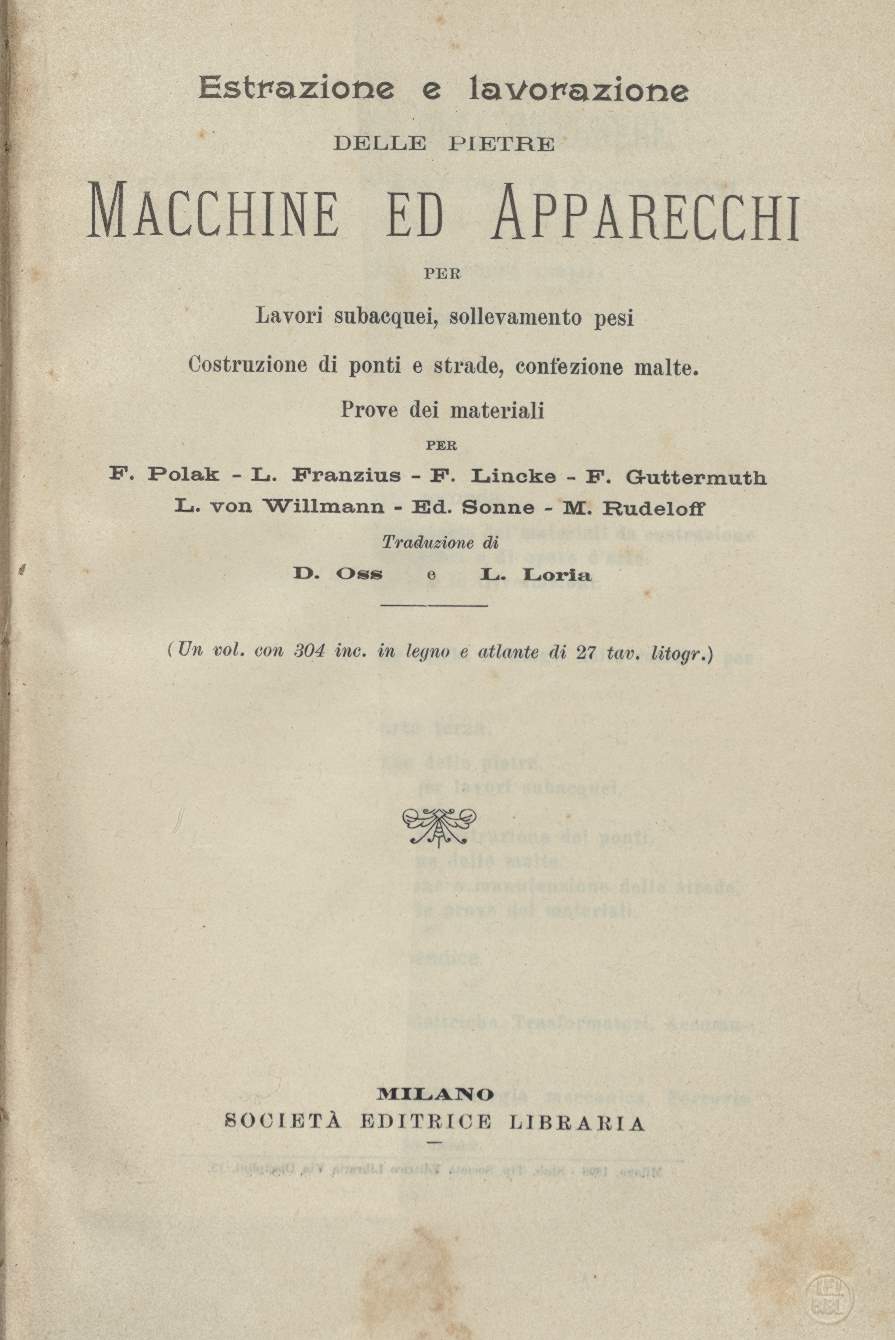 Estrazione e lavorazione
DELLE PIETRE
MACCHINE ED APPARECCHI
PER
Lavori subacquei, sollevamento pesi
Costruzione di ponti e strade, confezione malte.
Prove dei materiali
PER
F. Polak - L. Franzius - F. Lincke - F. Guttermuth
L. von Willmann - Ed. Sonne - M. Rudeloff
Traduzione di
D. Oss e L. Loria
(Un vol. con 304 inc. in legno e atlante di 27 tav. litogr.)
MILANO
SOCIETÀ EDITRICE LIBRARIA